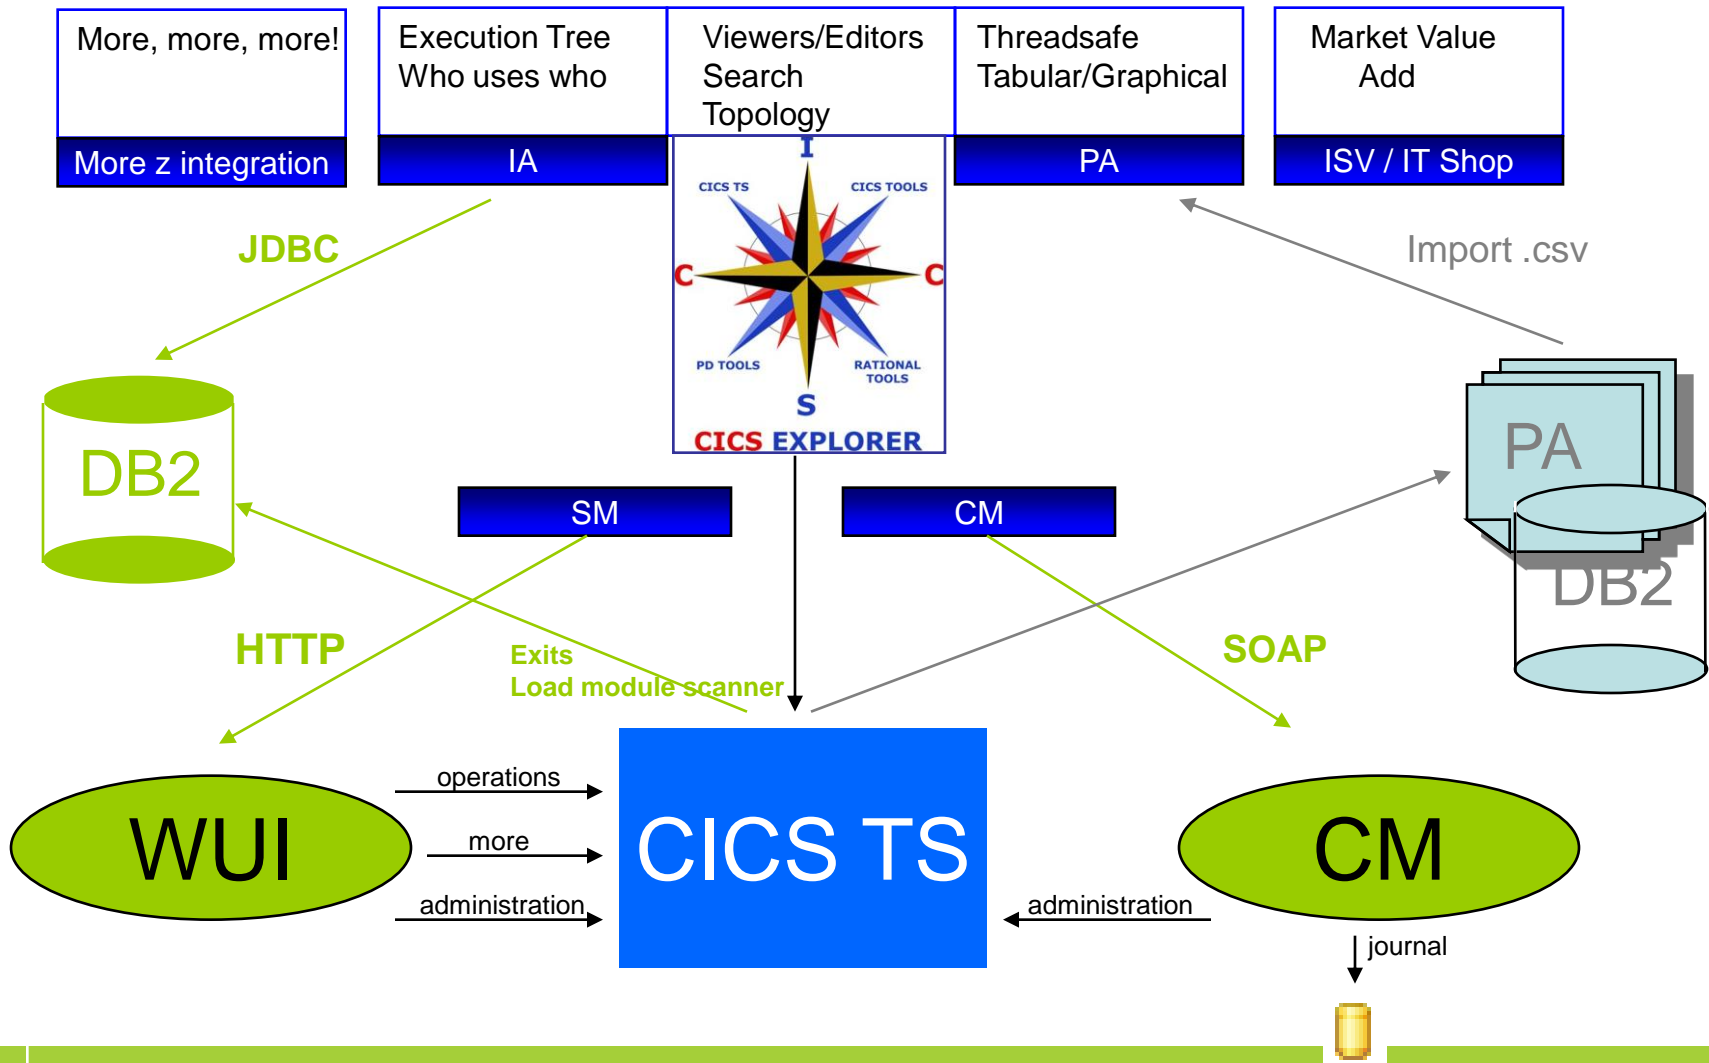 More, more, more!
Execution Tree
Who uses who
Viewers/Editors
Search
Topology
Threadsafe
Tabular/Graphical
Market Value
Add
More z integration
IA
PA
ISV / IT Shop
I
CICS TS
CICS TOOLS
C
C
PD TOOLS
RATIONAL
TOOLS
S
CICS EXPLORER
JDBC
Import .csv
DB2
PA
DB2
SM
CM
HTTP
Exits
Load module scanner
SOAP
WUI
operations
more
administration
CICS TS
administration
CM
journal